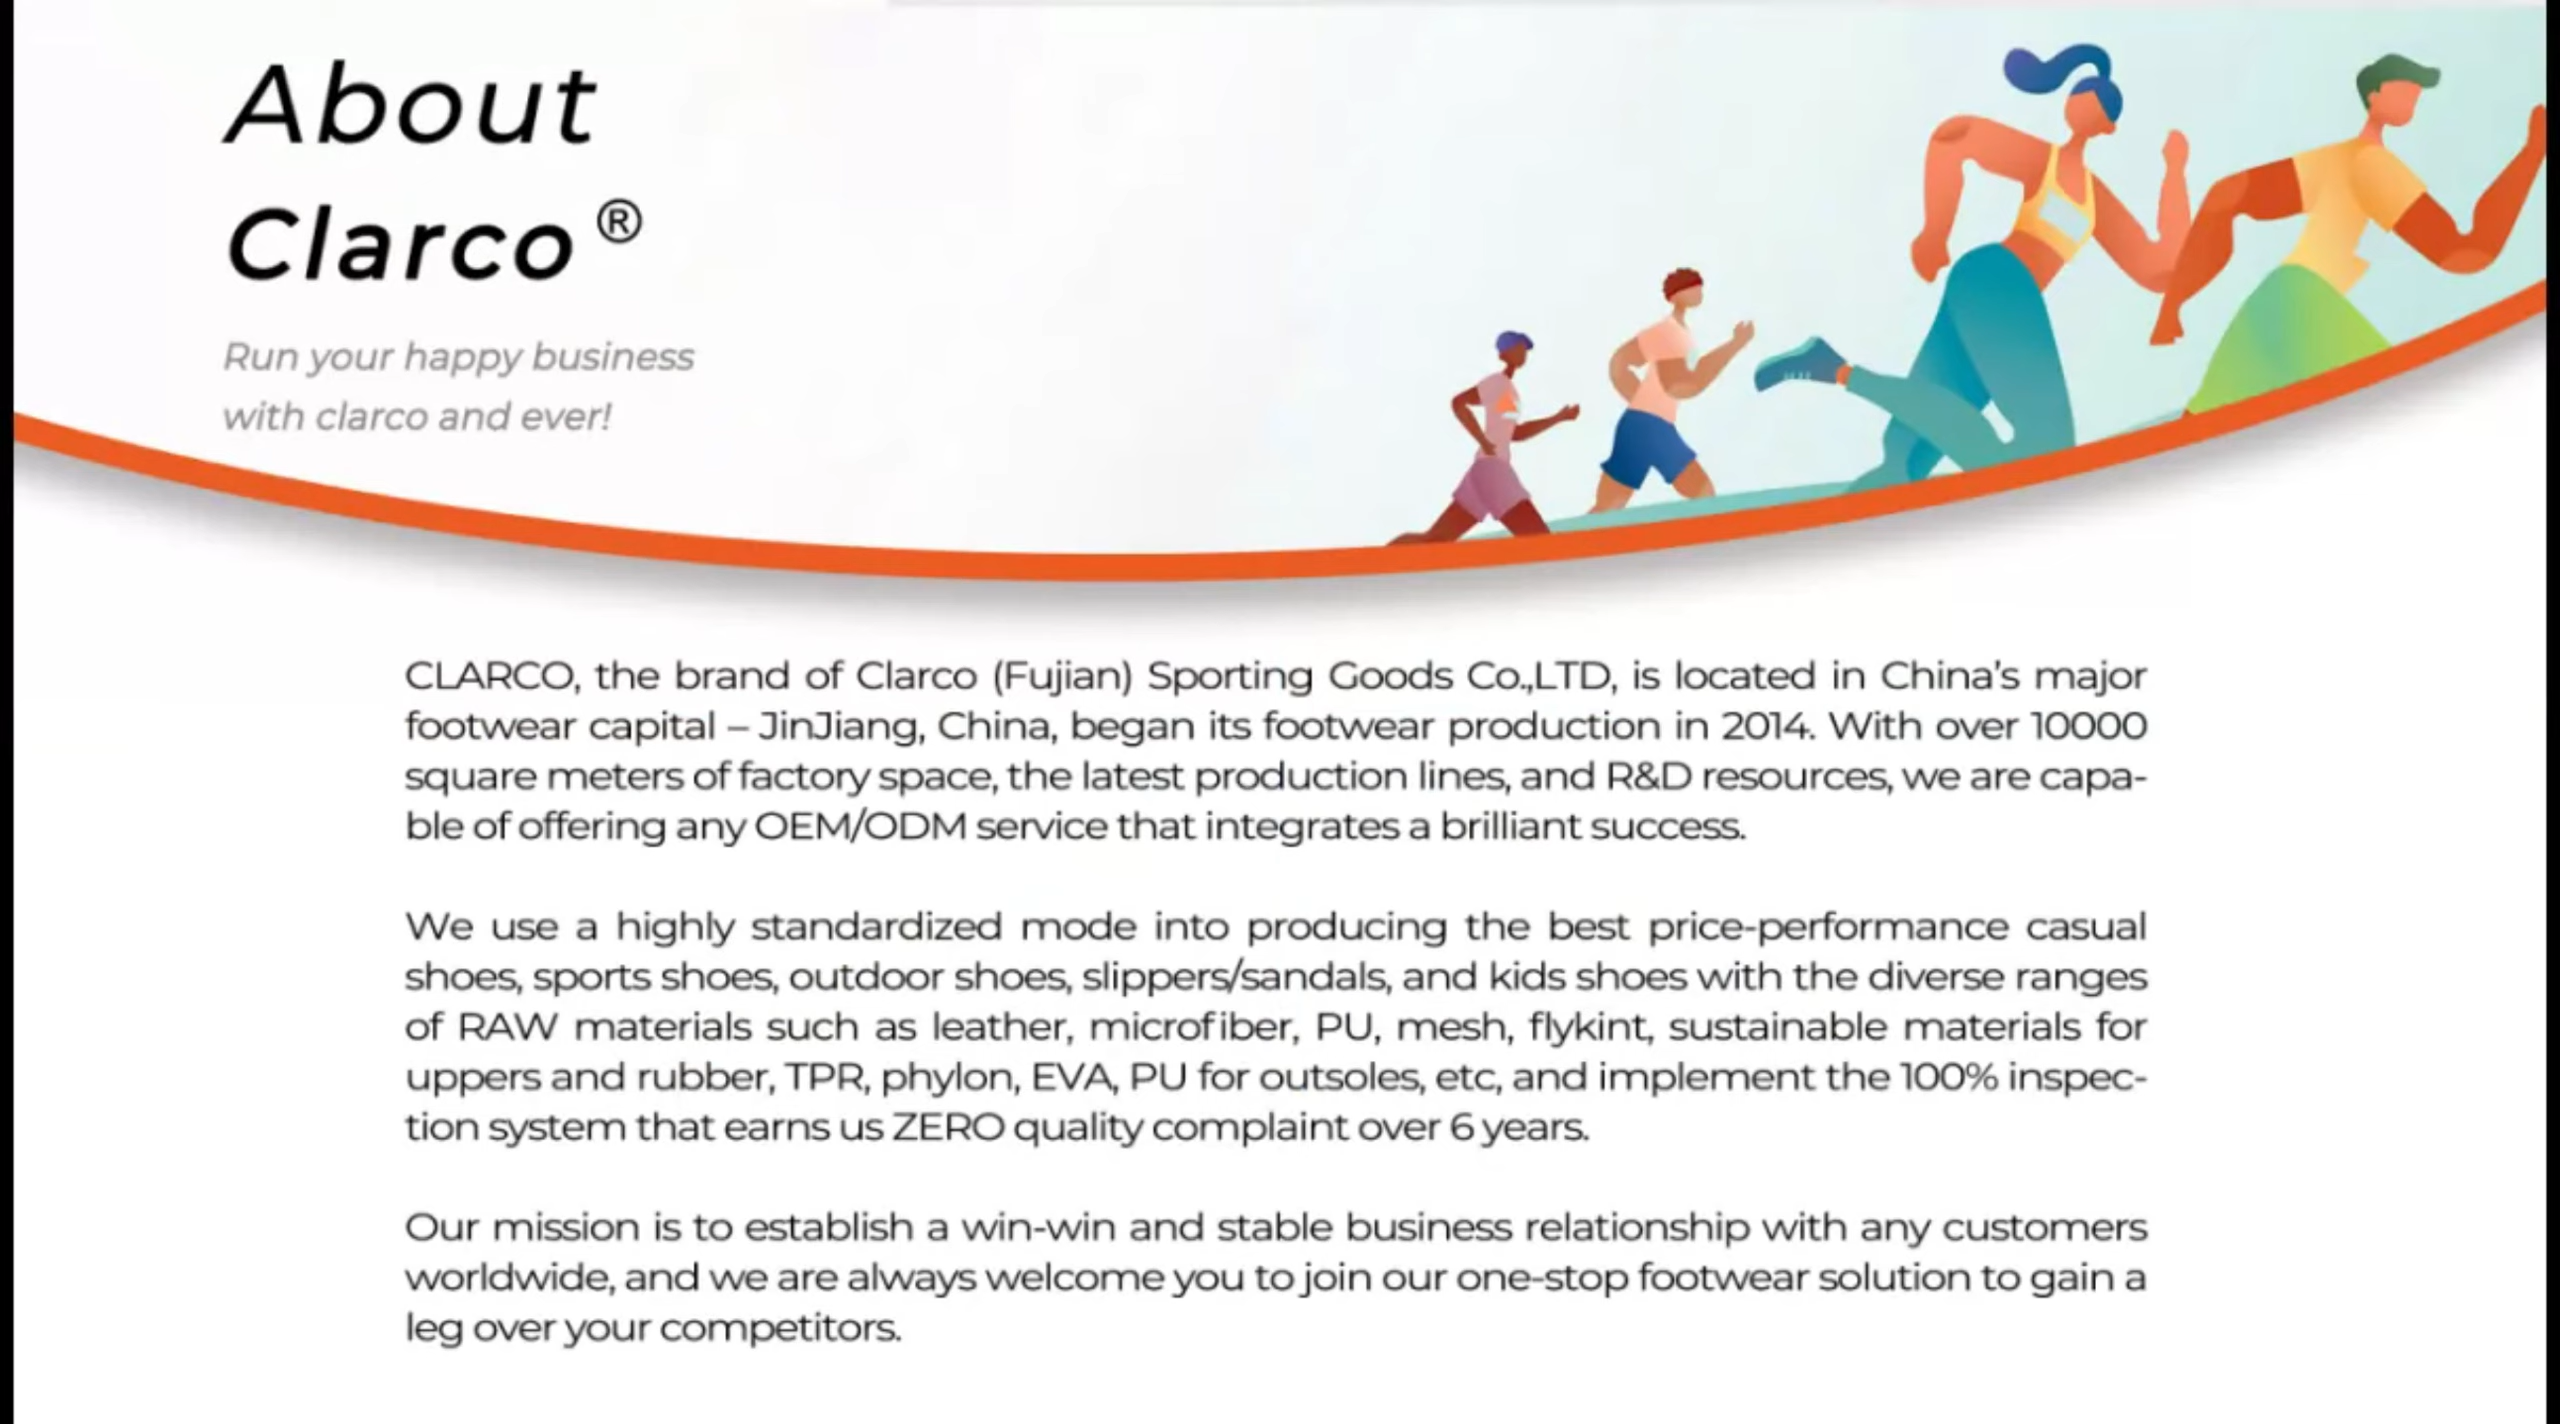 About
Clarco®
Run your happy business
with clarco and ever!
CLARCO, the brand of Clarco (Fujian) Sporting Goods Co.,LTD, is located in China's major
footwear capital – JinJiang, China, began its footwear production in 2014. With over 10000
square meters of factory space, the latest production lines, and R&D resources, we are capa-
ble of offering any OEM/ODM service that integrates a brilliant success.
We use a highly standardized mode into producing the best price-performance casual
shoes, sports shoes, outdoor shoes, slippers/sandals, and kids shoes with the diverse ranges
of RAW materials such as leather, microfiber, PU, mesh, flykint, sustainable materials for
uppers and rubber, TPR, phylon, EVA, PU for outsoles, etc, and implement the 100% inspec-
tion system that earns us ZERO quality complaint over 6 years.
Our mission is to establish a win-win and stable business relationship with any customers
worldwide, and we are always welcome you to join our one-stop footwear solution to gain a
leg over your competitors.